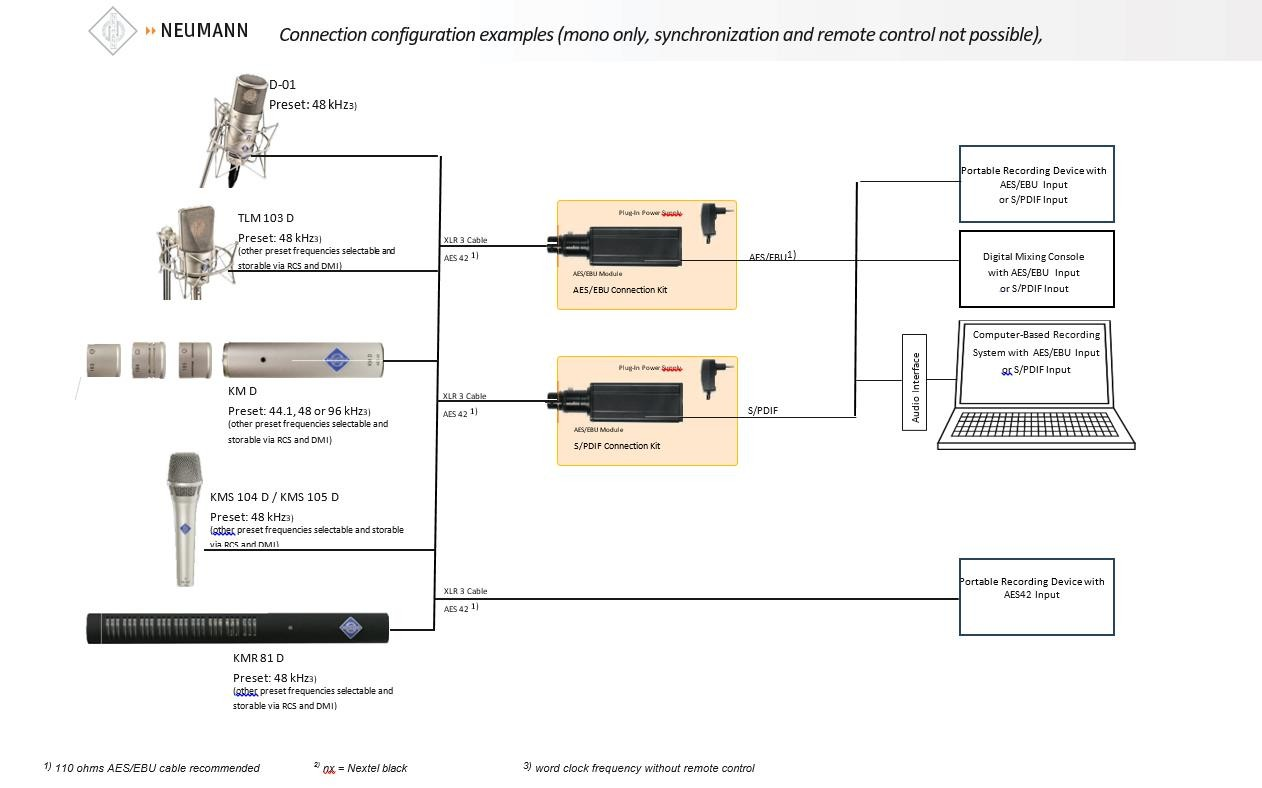 NEUMANN
Connection configuration examples (mono only, synchronization and remote control not possible),
D-01
Preset: 48 kHz3)
TLM 103 D
Preset: 48 kHz3)
(other preset frequencies selectable and
storable via RCS and DMI)
KM D
Preset: 44.1, 48 or 96 kHz3)
(other preset frequencies selectable and
storable via RCS and DMI)
KMS 104 D / KMS 105 D
Preset: 48 kHz3)
(other preset frequencies selectable and storable
via RCS and DMI)
KMR 81 D
Preset: 48 kHz3)
(other preset frequencies selectable and
storable via RCS and DMI)
XLR 3 Cable
AES 42 1)
XLR 3 Cable
AES 42 1)
XLR 3 Cable
AES 42 1)
Plug-In Power Supply
AES/EBU Module
AES/EBU Connection Kit
Plug-In Power Supply
AES/EBU Module
S/PDIF Connection Kit
AES/EBU1)
S/PDIF
Portable Recording Device with
AES/EBU Input
or S/PDIF Input
Digital Mixing Console
with AES/EBU Input
or S/PDIF Input
Audio Interface
Computer-Based Recording
System with AES/EBU Input
or S/PDIF Input
Portable Recording Device with
AES42 Input
1) 110 ohms AES/EBU cable recommended
2) nx = Nextel black
3) word clock frequency without remote control